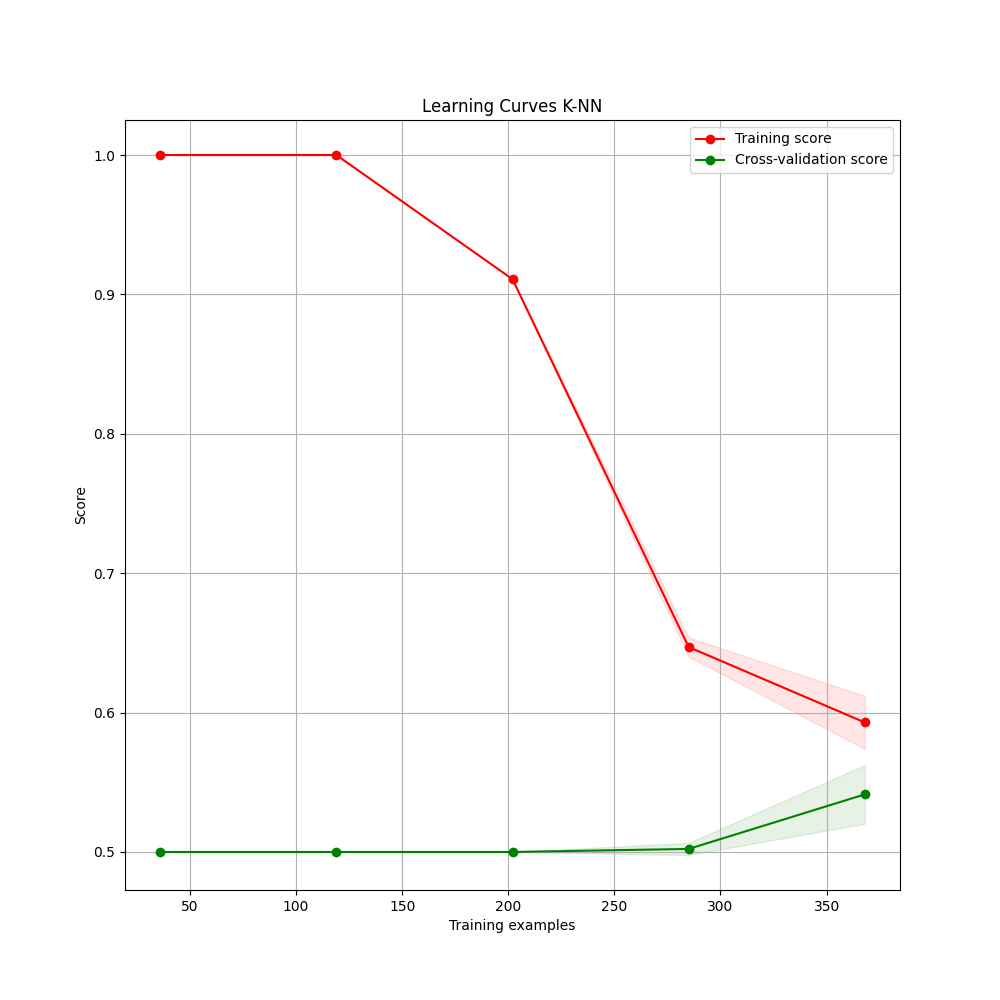 Learning Curves K-NN
Training score
Cross-validation score
1.0
0.9
0.8
0.7
0.6
0.5
Score
50 100 150 200 250 300 350
Training examples